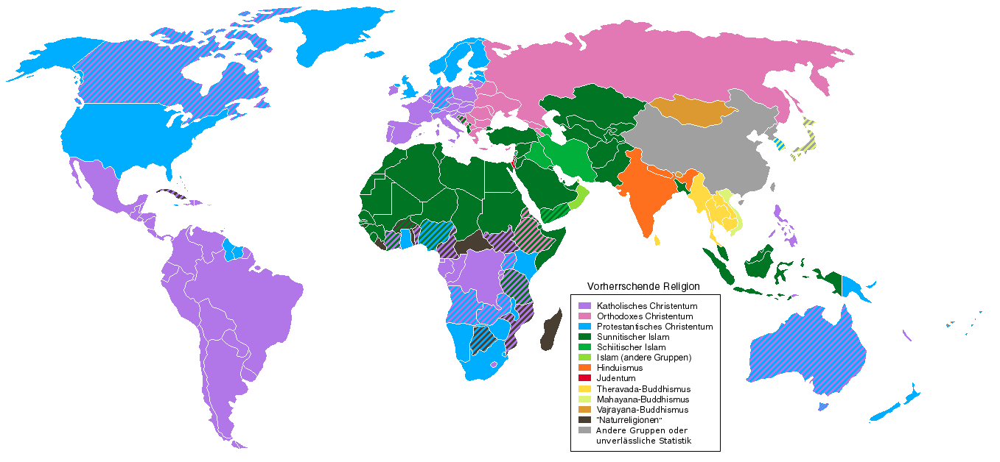 Vorherrschende Religion
Katholisches Christentum
Orthodoxes Christentum
Protestantisches Christentum
Sunnitischer Islam
Schiitischer Islam
Islam (andere Gruppen)
Hinduismus
Judentum
Theravada-Buddhismus
Mahayana-Buddhismus
Vajrayana-Buddhismus
"Naturreligionen"
Andere Gruppen oder
unverlässliche Statistik